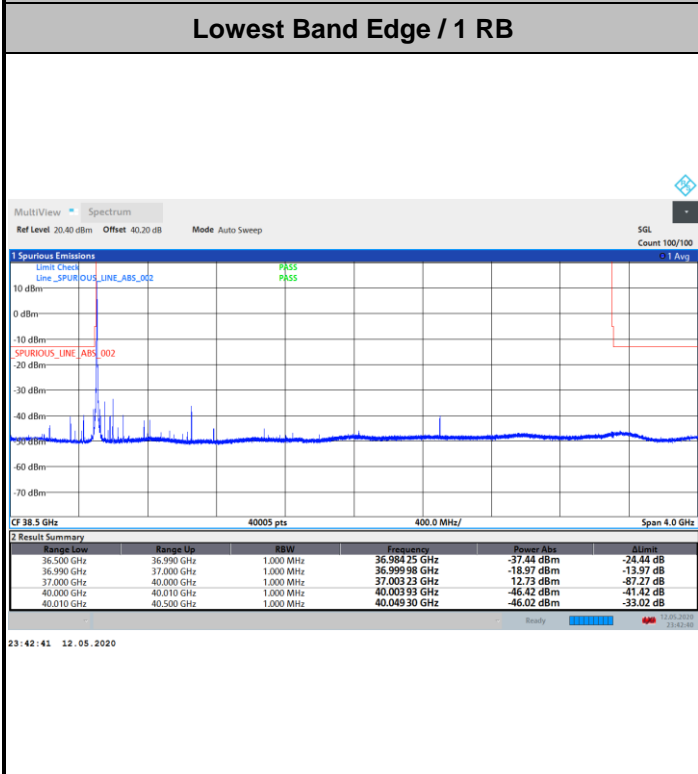 Lowest Band Edge / 1 RB
MultiView Spectrum
Ref Level 20.40 dBm Offset 40.20 dB Mode Auto Sweep SGL
Count 100/100
1 Spurious Emissions 1 Avg
Limit Check PASS
Line _SPURIOUS_LINE_ABS_002 PASS
10 dBm
0 dBm
-10 dBm
_SPURIOUS_LINE_ABS_002
-20 dBm
-30 dBm
-40 dBm
-50 dBm
-60 dBm
-70 dBm
CF 38.5 GHz 40005 pts 400.0 MHz/ Span 4.0 GHz
2 Result Summary
Range Low Range Up RBW Frequency Power Abs ΔLimit
36.500 GHz 36.990 GHz 1.000 MHz 36.984 25 GHz -37.44 dBm -24.44 dB
36.990 GHz 37.000 GHz 1.000 MHz 36.999 98 GHz -18.97 dBm -13.97 dB
37.000 GHz 40.000 GHz 1.000 MHz 37.003 23 GHz 12.73 dBm -87.27 dB
40.000 GHz 40.010 GHz 1.000 MHz 40.003 93 GHz -46.42 dBm -41.42 dB
40.010 GHz 40.500 GHz 1.000 MHz 40.049 30 GHz -46.02 dBm -33.02 dB
Ready 12.05.2020
23:42:40
23:42:41 12.05.2020